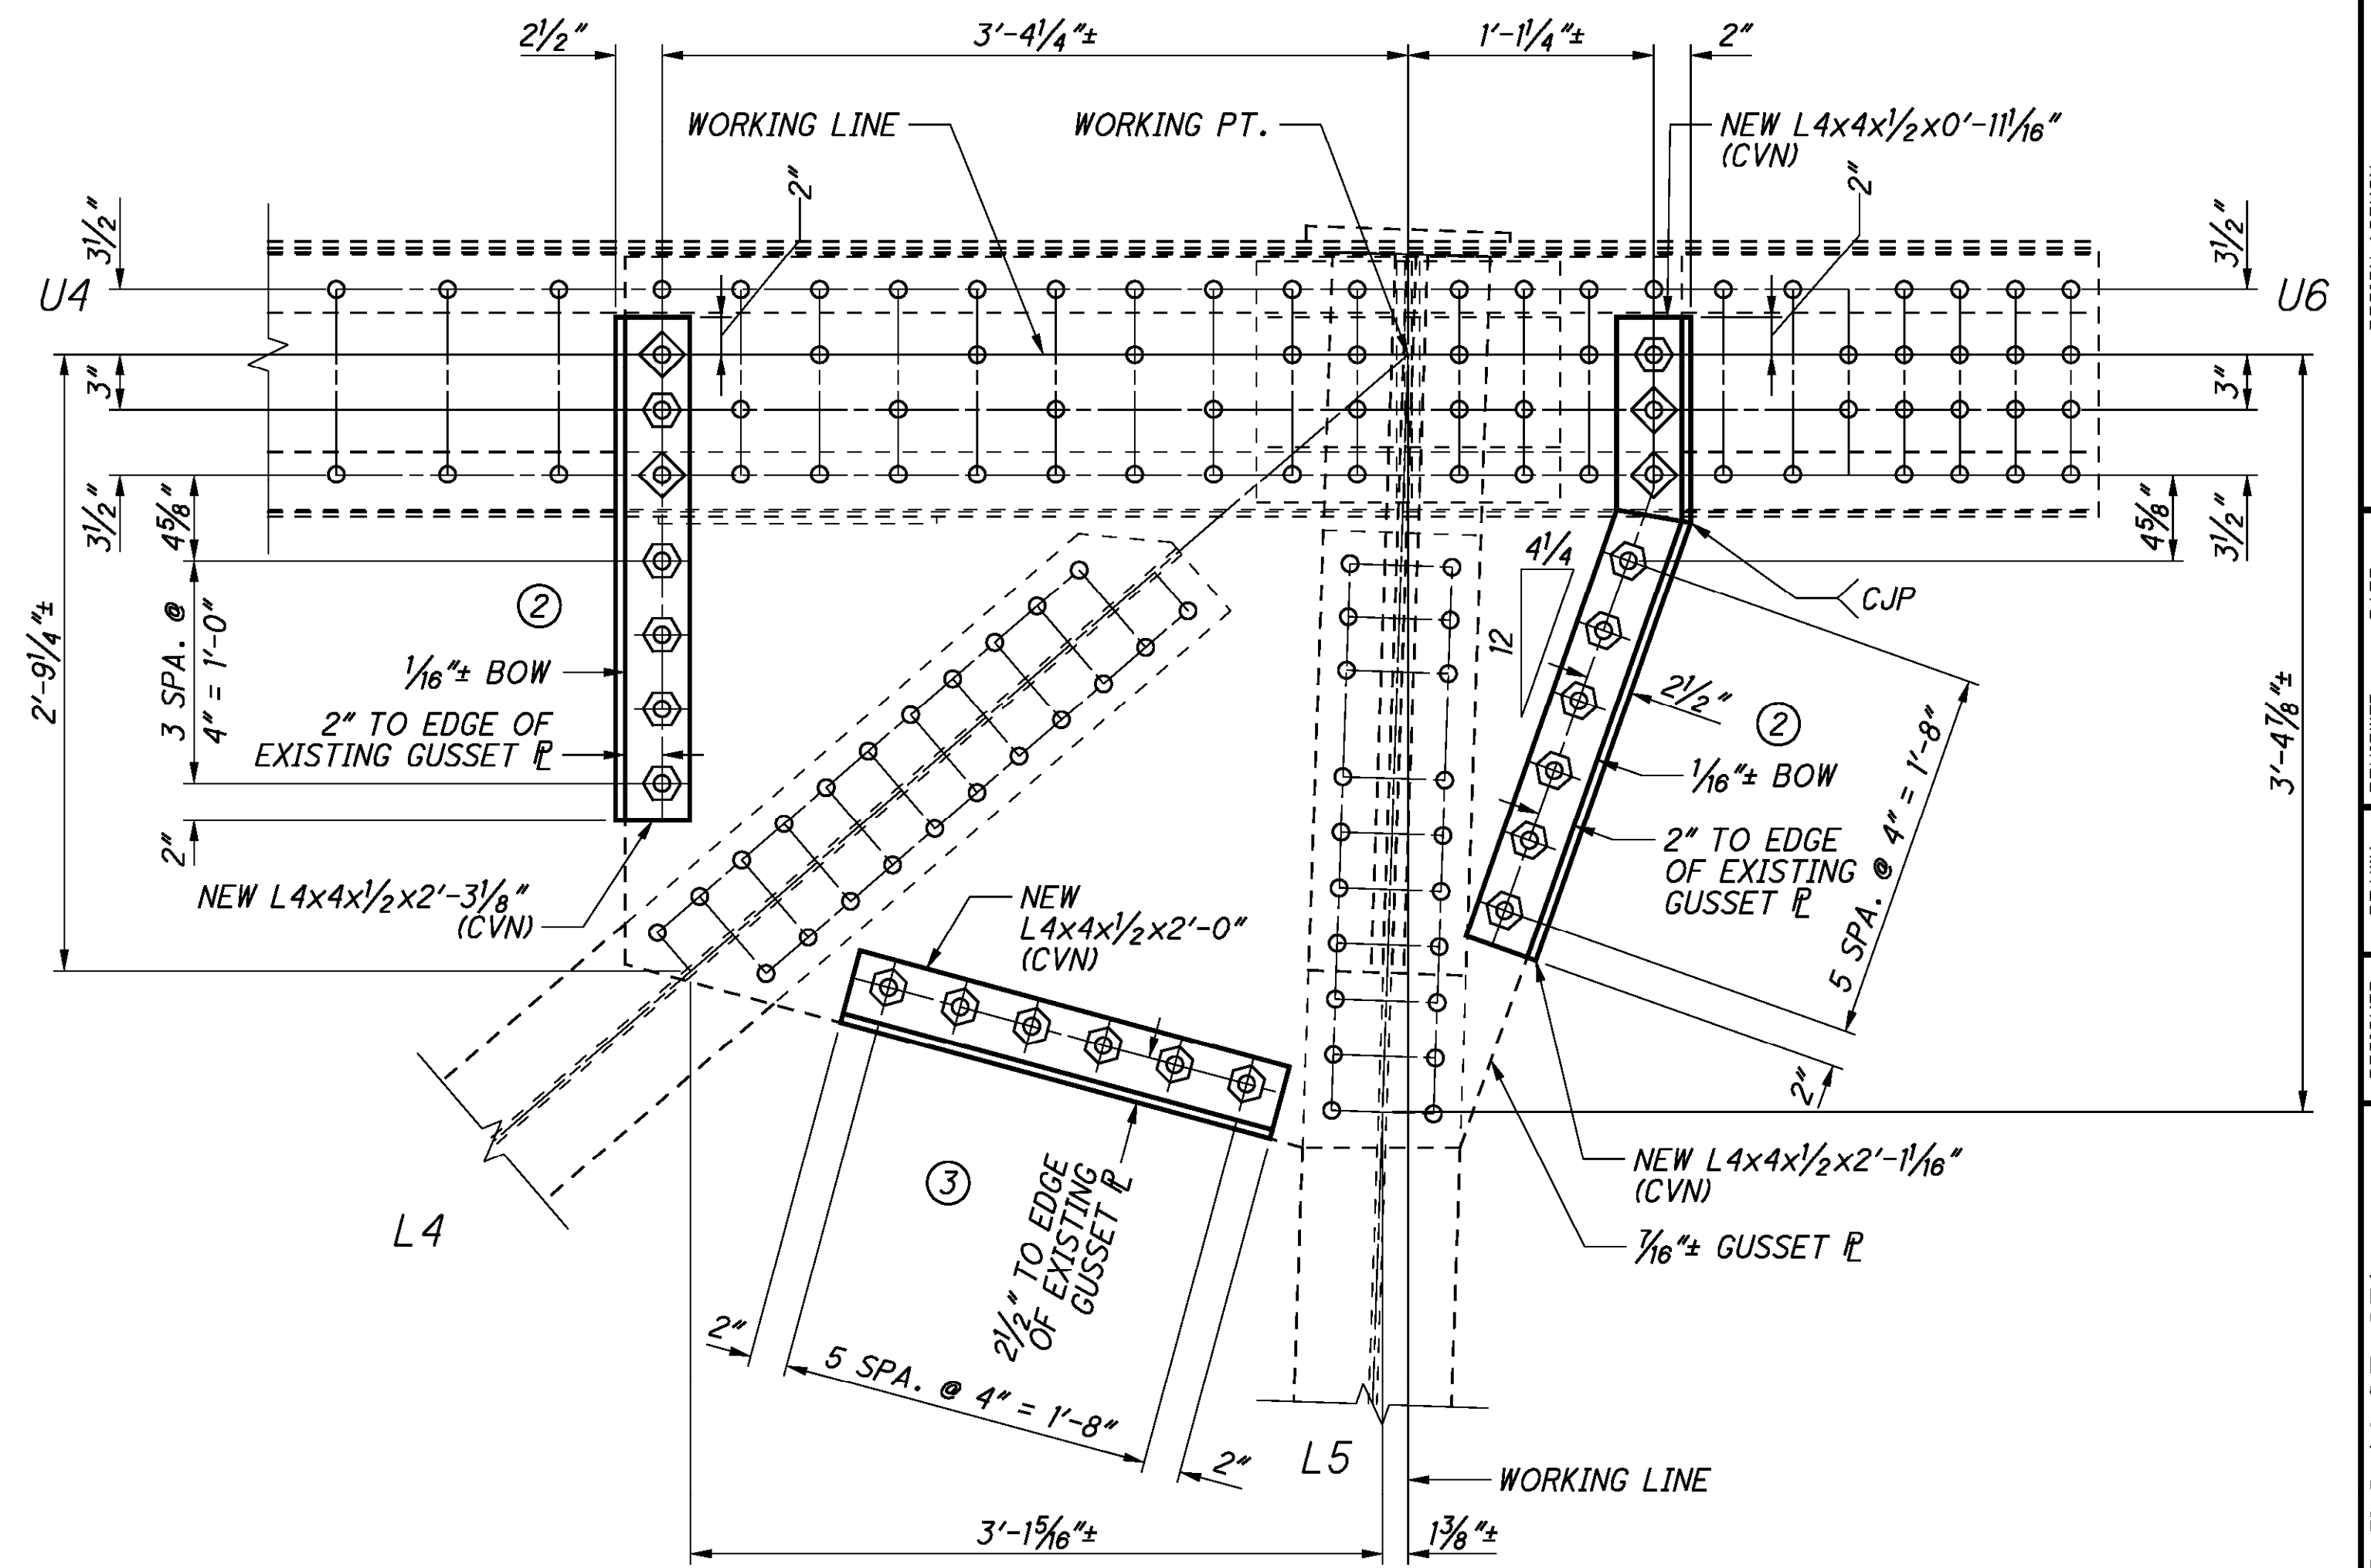 2½"
3'-4¼"±
1'-1¼"±
2"
WORKING LINE
WORKING PT.
NEW L4x4x½x0'-11⅟₁₆"
(CVN)
2"
2"
3½"
3½"
U4
U6
3"
3"
3½"
4⅝"
4⅝"
3½"
2'-9¼"±
3 SPA. @
4" = 1'-0"
2"
②
⅟₁₆"± BOW
2" TO EDGE OF
EXISTING GUSSET ℄
NEW L4x4x½x2'-3⅛"
(CVN)
4¼
12
CJP
2½"
②
⅟₁₆"± BOW
2" TO EDGE
OF EXISTING
GUSSET ℄
5 SPA. @ 4" = 1'-8"
2"
3'-4⅞"±
NEW
L4x4x½x2'-0"
(CVN)
③
2½" TO EDGE
OF EXISTING
GUSSET ℄
NEW L4x4x½x2'-1⅟₁₆"
(CVN)
7/16"± GUSSET ℄
L4
2"
5 SPA. @ 4" = 1'-8"
2"
L5
WORKING LINE
3'-1 5/16"±
1⅜"±